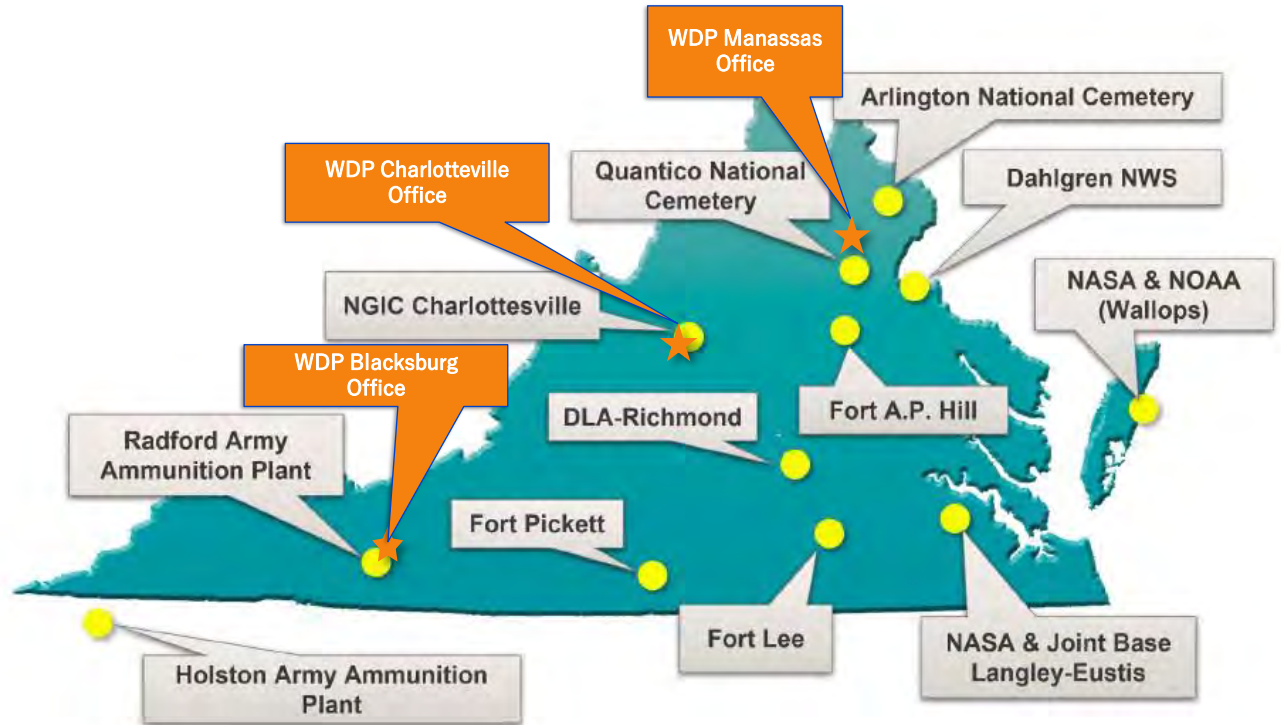 WDP Manassas
Office
Arlington National Cemetery
WDP Charlotteville
Office
Quantico National
Cemetery
Dahlgren NWS
NASA & NOAA
(Wallops)
NGIC Charlottesville
WDP Blacksburg
Office
DLA-Richmond
Fort A.P. Hill
Radford Army
Ammunition Plant
Fort Pickett
Fort Lee
NASA & Joint Base
Langley-Eustis
Holston Army Ammunition
Plant